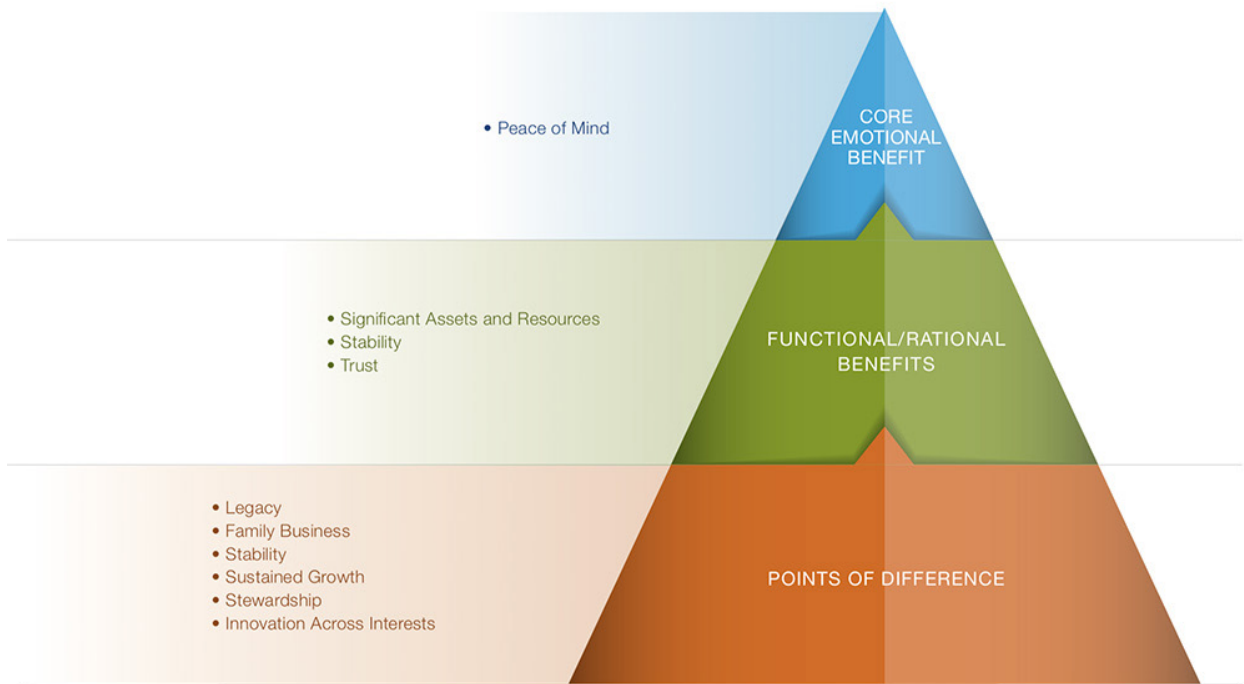 • Peace of Mind
CORE
EMOTIONAL
BENEFIT
• Significant Assets and Resources
• Stability
• Trust
FUNCTIONAL/RATIONAL
BENEFITS
• Legacy
• Family Business
• Stability
• Sustained Growth
• Stewardship
• Innovation Across Interests
POINTS OF DIFFERENCE